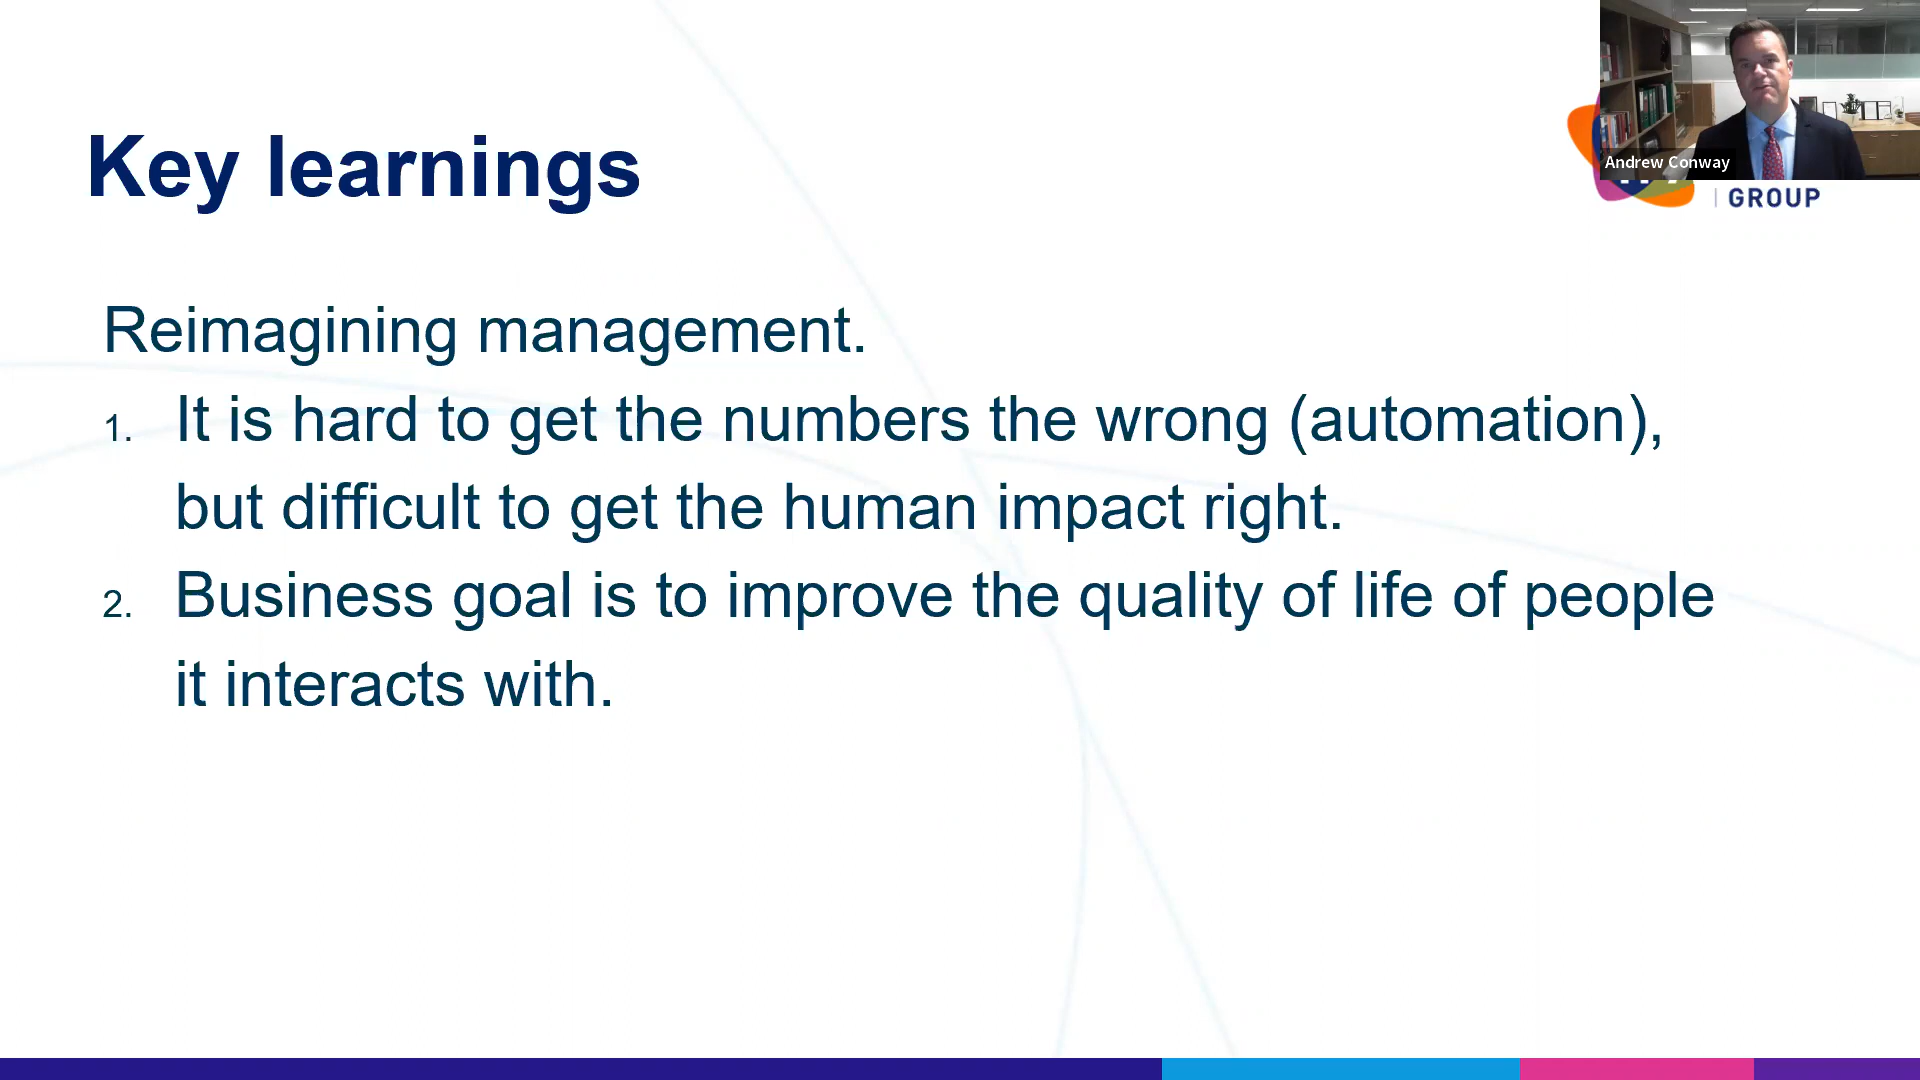 Key learnings
Andrew Conway
| GROUP
Reimagining management.
1. It is hard to get the numbers the wrong (automation),
but difficult to get the human impact right.
2. Business goal is to improve the quality of life of people
it interacts with.